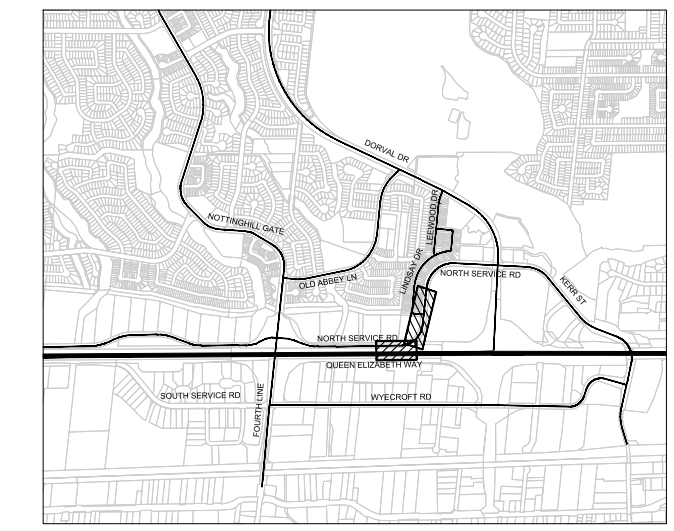 DORVAL DR
LEEWOOD DR
NOTTINGHILL GATE
LINDSAY DR
NORTH SERVICE RD
OLD ABBEY LN
KERR ST
NORTH SERVICE RD
QUEEN ELIZABETH WAY
SOUTH SERVICE RD
WYECROFT RD
FOURTH LINE